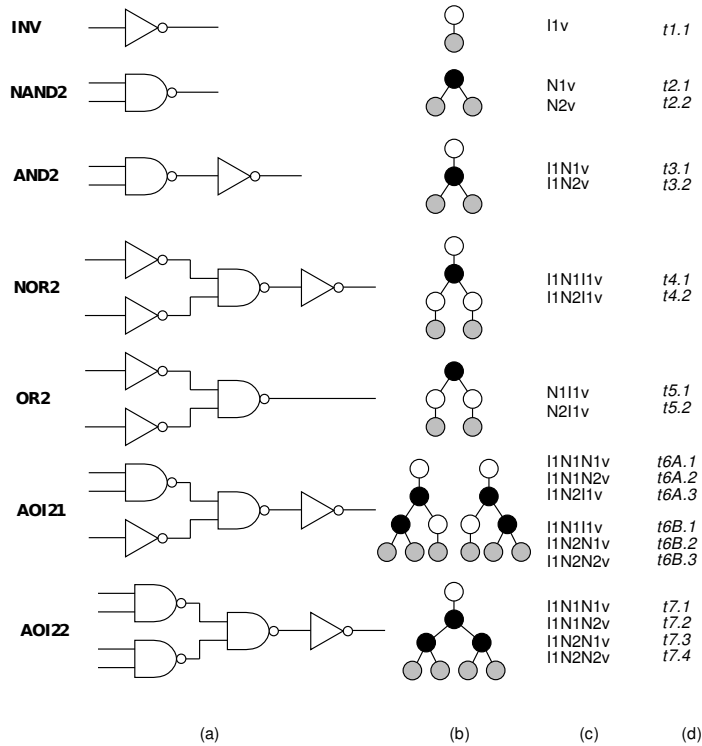 INV I1v t1.1
NAND2 N1v t2.1
N2v t2.2
AND2 I1N1v t3.1
I1N2v t3.2
NOR2 I1N1I1v t4.1
I1N2I1v t4.2
OR2 N1I1v t5.1
N2I1v t5.2
AOI21 I1N1N1v t6A.1
I1N1N2v t6A.2
I1N2I1v t6A.3
I1N1I1v t6B.1
I1N2N1v t6B.2
I1N2N2v t6B.3
AOI22 I1N1N1v t7.1
I1N1N2v t7.2
I1N2N1v t7.3
I1N2N2v t7.4
(a) (b) (c) (d)